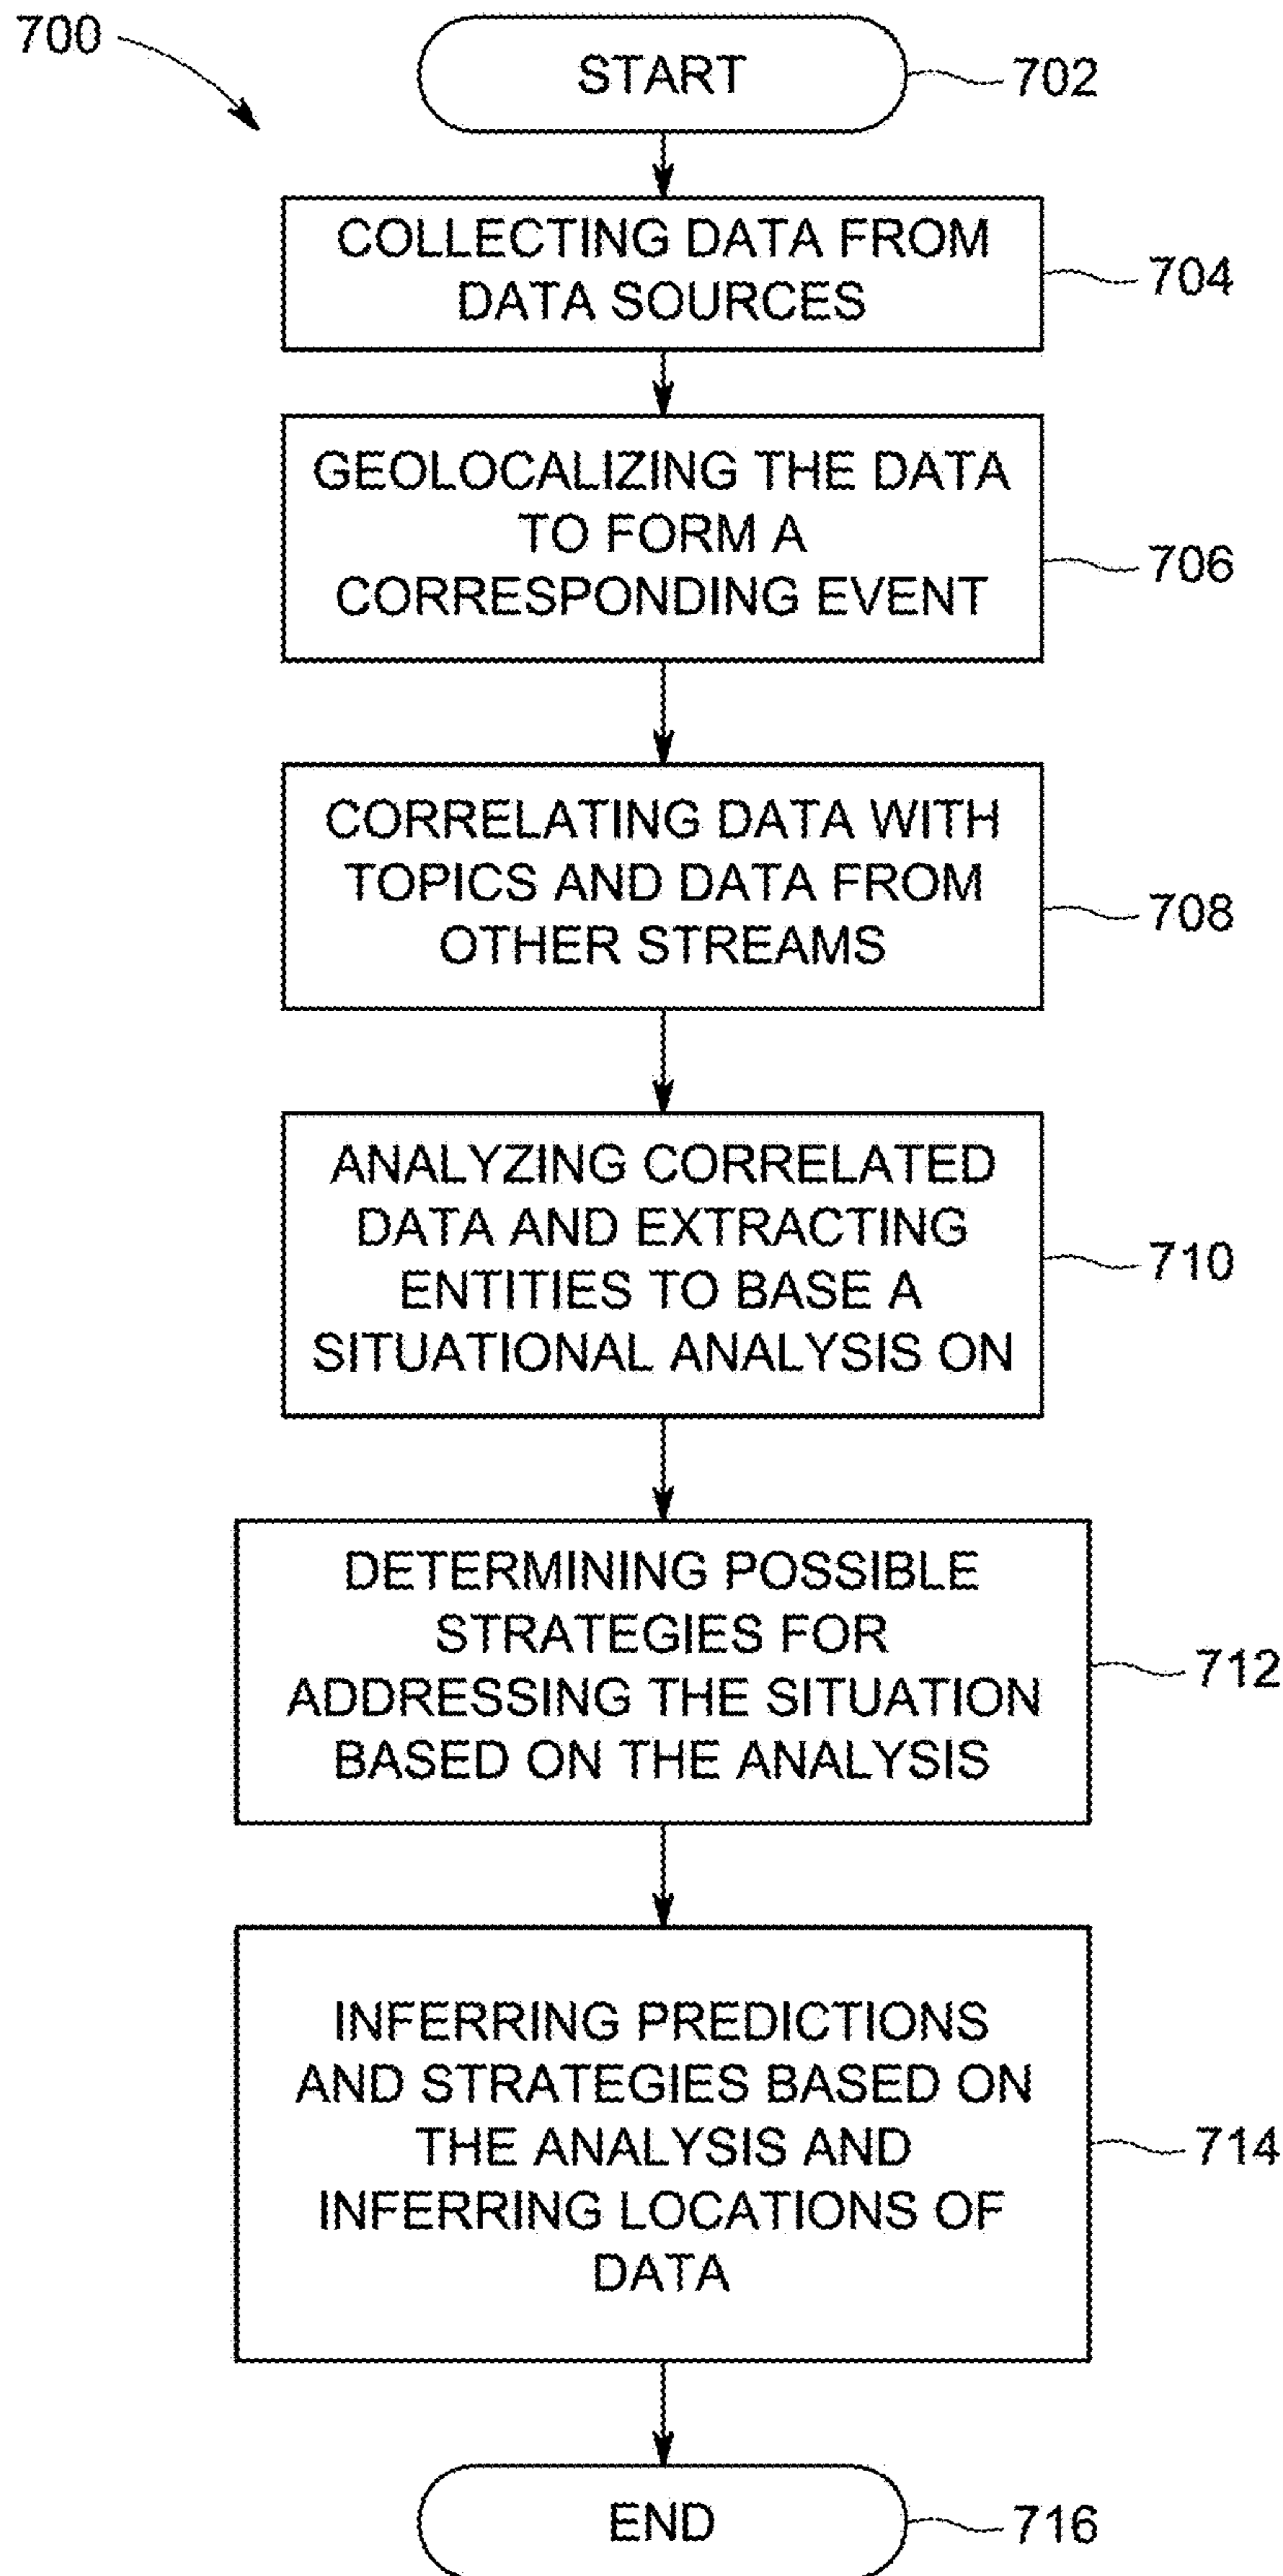 700
START
702
COLLECTING DATA FROM
DATA SOURCES
704
GEOLOCALIZING THE DATA
TO FORM A
CORRESPONDING EVENT
706
CORRELATING DATA WITH
TOPICS AND DATA FROM
OTHER STREAMS
708
ANALYZING CORRELATED
DATA AND EXTRACTING
ENTITIES TO BASE A
SITUATIONAL ANALYSIS ON
710
DETERMINING POSSIBLE
STRATEGIES FOR
ADDRESSING THE SITUATION
BASED ON THE ANALYSIS
712
INFERRING PREDICTIONS
AND STRATEGIES BASED ON
THE ANALYSIS AND
INFERRING LOCATIONS OF
DATA
714
END
716